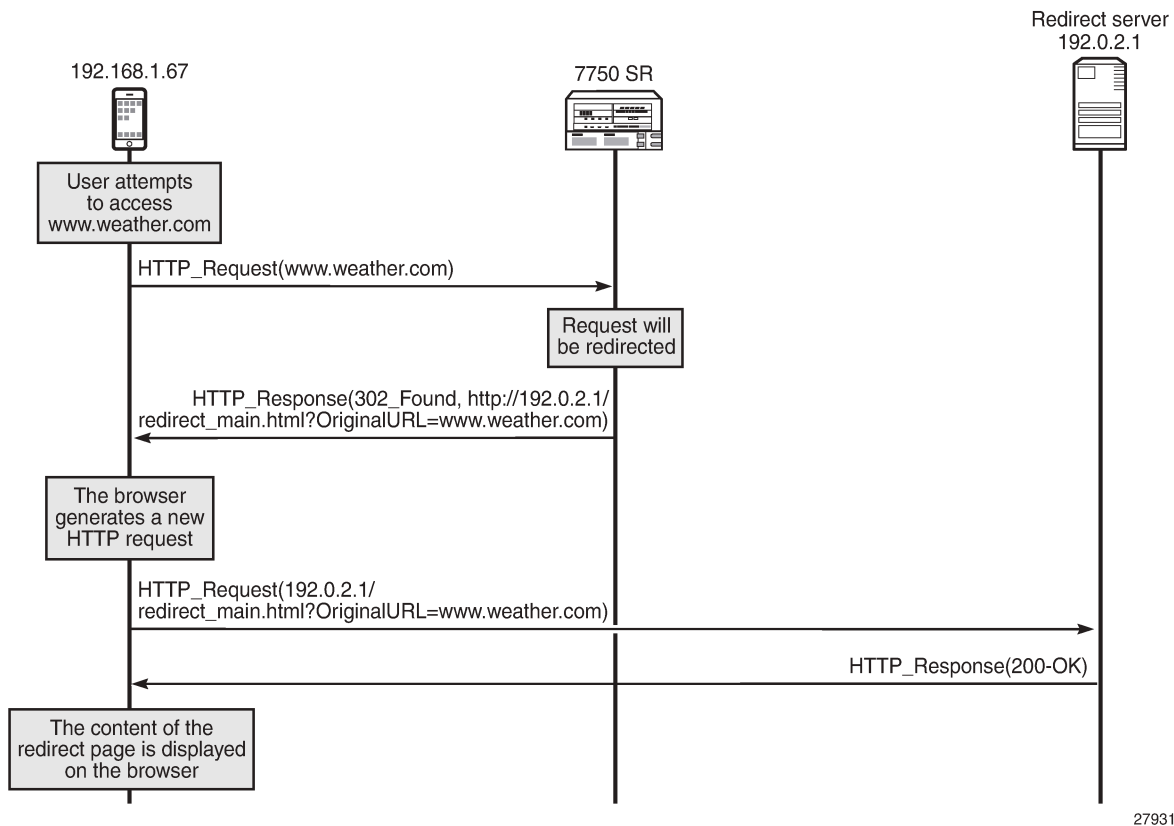 Redirect server
192.0.2.1
192.168.1.67
7750 SR
User attempts
to access
www.weather.com
HTTP_Request(www.weather.com)
Request will
be redirected
HTTP_Response(302_Found, http://192.0.2.1/
redirect_main.html?OriginalURL=www.weather.com)
The browser
generates a new
HTTP request
HTTP_Request(192.0.2.1/
redirect_main.html?OriginalURL=www.weather.com)
HTTP_Response(200-OK)
The content of the
redirect page is displayed
on the browser
27931